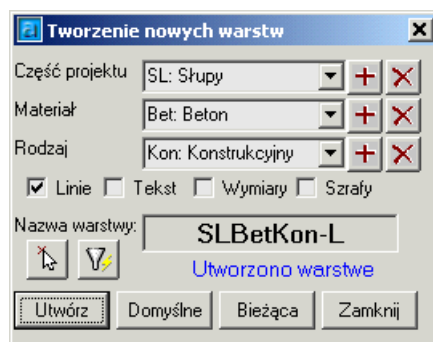 Tworzenie nowych warstw
Część projektu SL: Słupy
Materiał Bet: Beton
Rodzaj Kon: Konstrukcyjny
Linie Tekst Wymiary Szrafy
Nazwa warstwy: SLBetKon-L
Utworzono warstwe
Utwórz Domyślne Bieżąca Zamknij